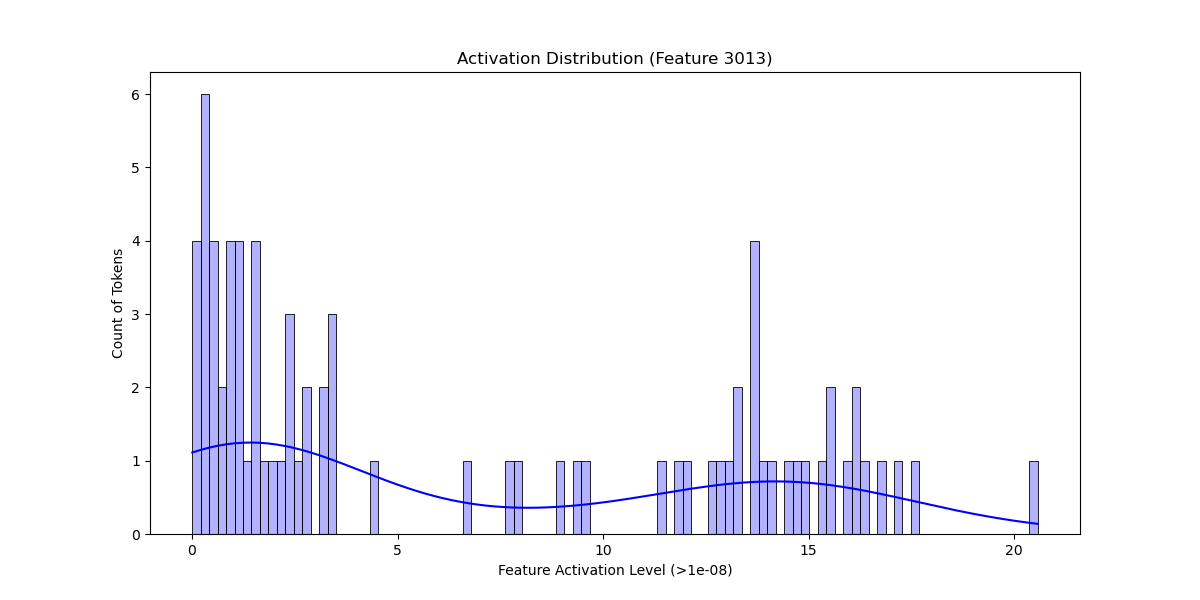 Activation Distribution (Feature 3013)
6
5
4
3
2
1
0
Count of Tokens
0 5 10 15 20
Feature Activation Level (>1e-08)